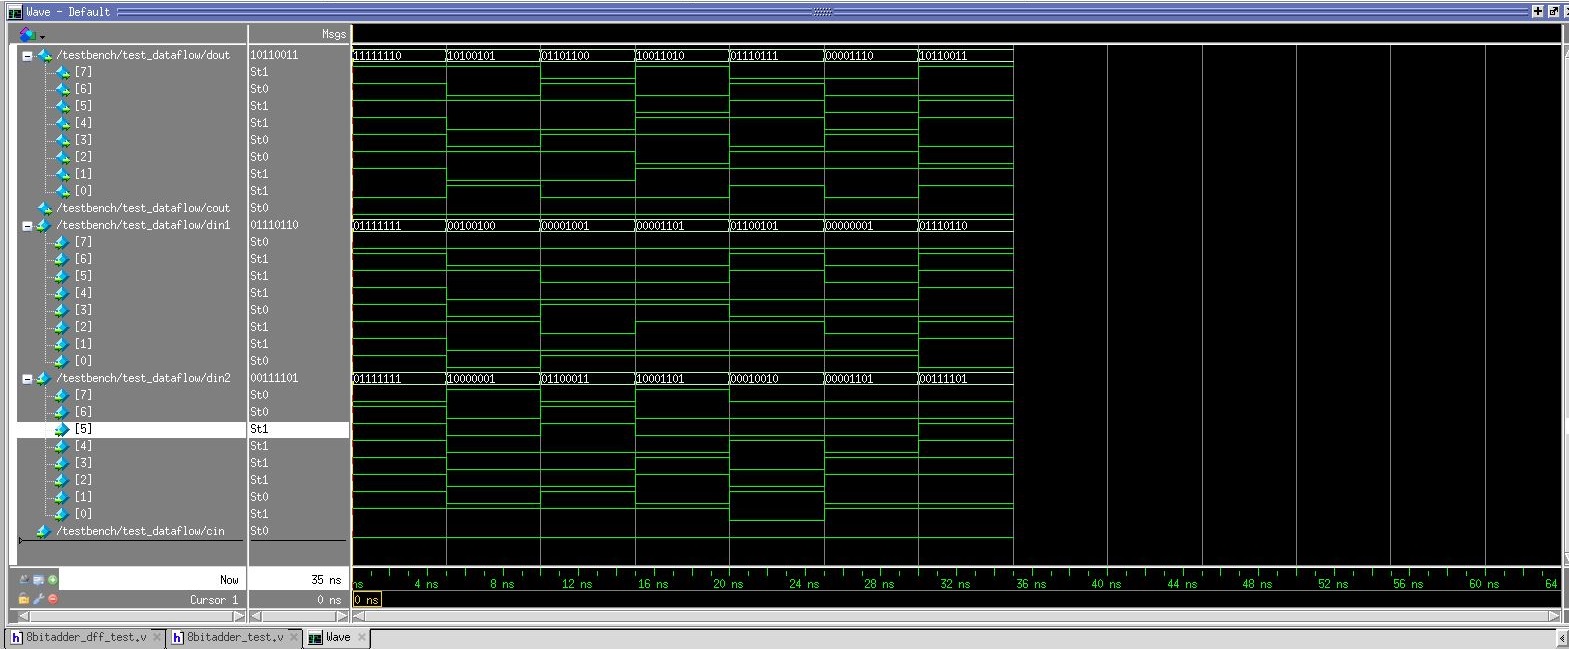 Wave - Default
Msgs
/testbench/test_dataflow/dout 10110011 11111110 10100101 01101100 10011010 01110111 00001110 10110011
[7] St1
[6] St0
[5] St1
[4] St1
[3] St0
[2] St0
[1] St1
[0] St1
/testbench/test_dataflow/cout St0
/testbench/test_dataflow/din1 01110110 01111111 00100100 00001001 00001101 01100101 00000001 01110110
[7] St0
[6] St1
[5] St1
[4] St1
[3] St0
[2] St1
[1] St1
[0] St0
/testbench/test_dataflow/din2 00111101 01111111 10000001 01100011 10001101 00010010 00001101 00111101
[7] St0
[6] St0
[5] St1
[4] St1
[3] St1
[2] St1
[1] St0
[0] St1
/testbench/test_dataflow/cin St0
Now 35 ns ns 4 ns 8 ns 12 ns 16 ns 20 ns 24 ns 28 ns 32 ns 36 ns 40 ns 44 ns 48 ns 52 ns 56 ns 60 ns 64
Cursor 1 0 ns 0 ns
8bitadder_dff_test.v 8bitadder_test.v Wave